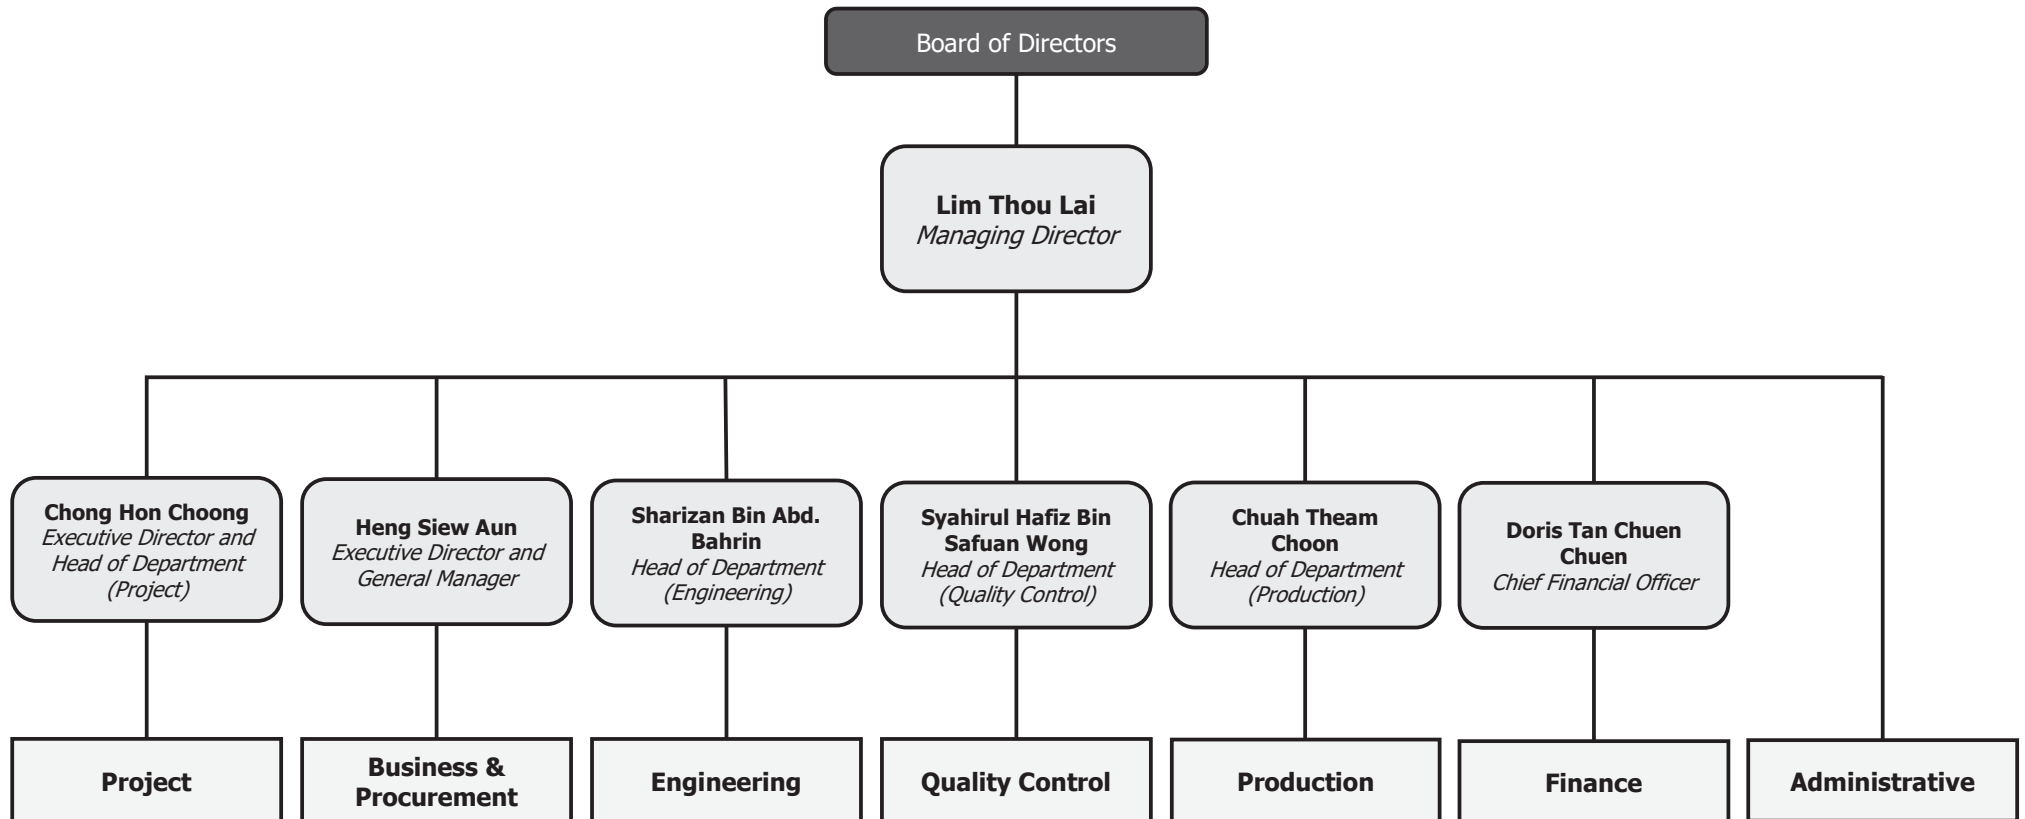 Board of Directors
Lim Thou Lai
Managing Director
Chong Hon Choong
Executive Director and
Head of Department
(Project)
Heng Siew Aun
Executive Director and
General Manager
Sharizan Bin Abd.
Bahrin
Head of Department
(Engineering)
Syahirul Hafiz Bin
Safuan Wong
Head of Department
(Quality Control)
Chuah Theam
Choon
Head of Department
(Production)
Doris Tan Chuen
Chuen
Chief Financial Officer
Project
Business &
Procurement
Engineering
Quality Control
Production
Finance
Administrative